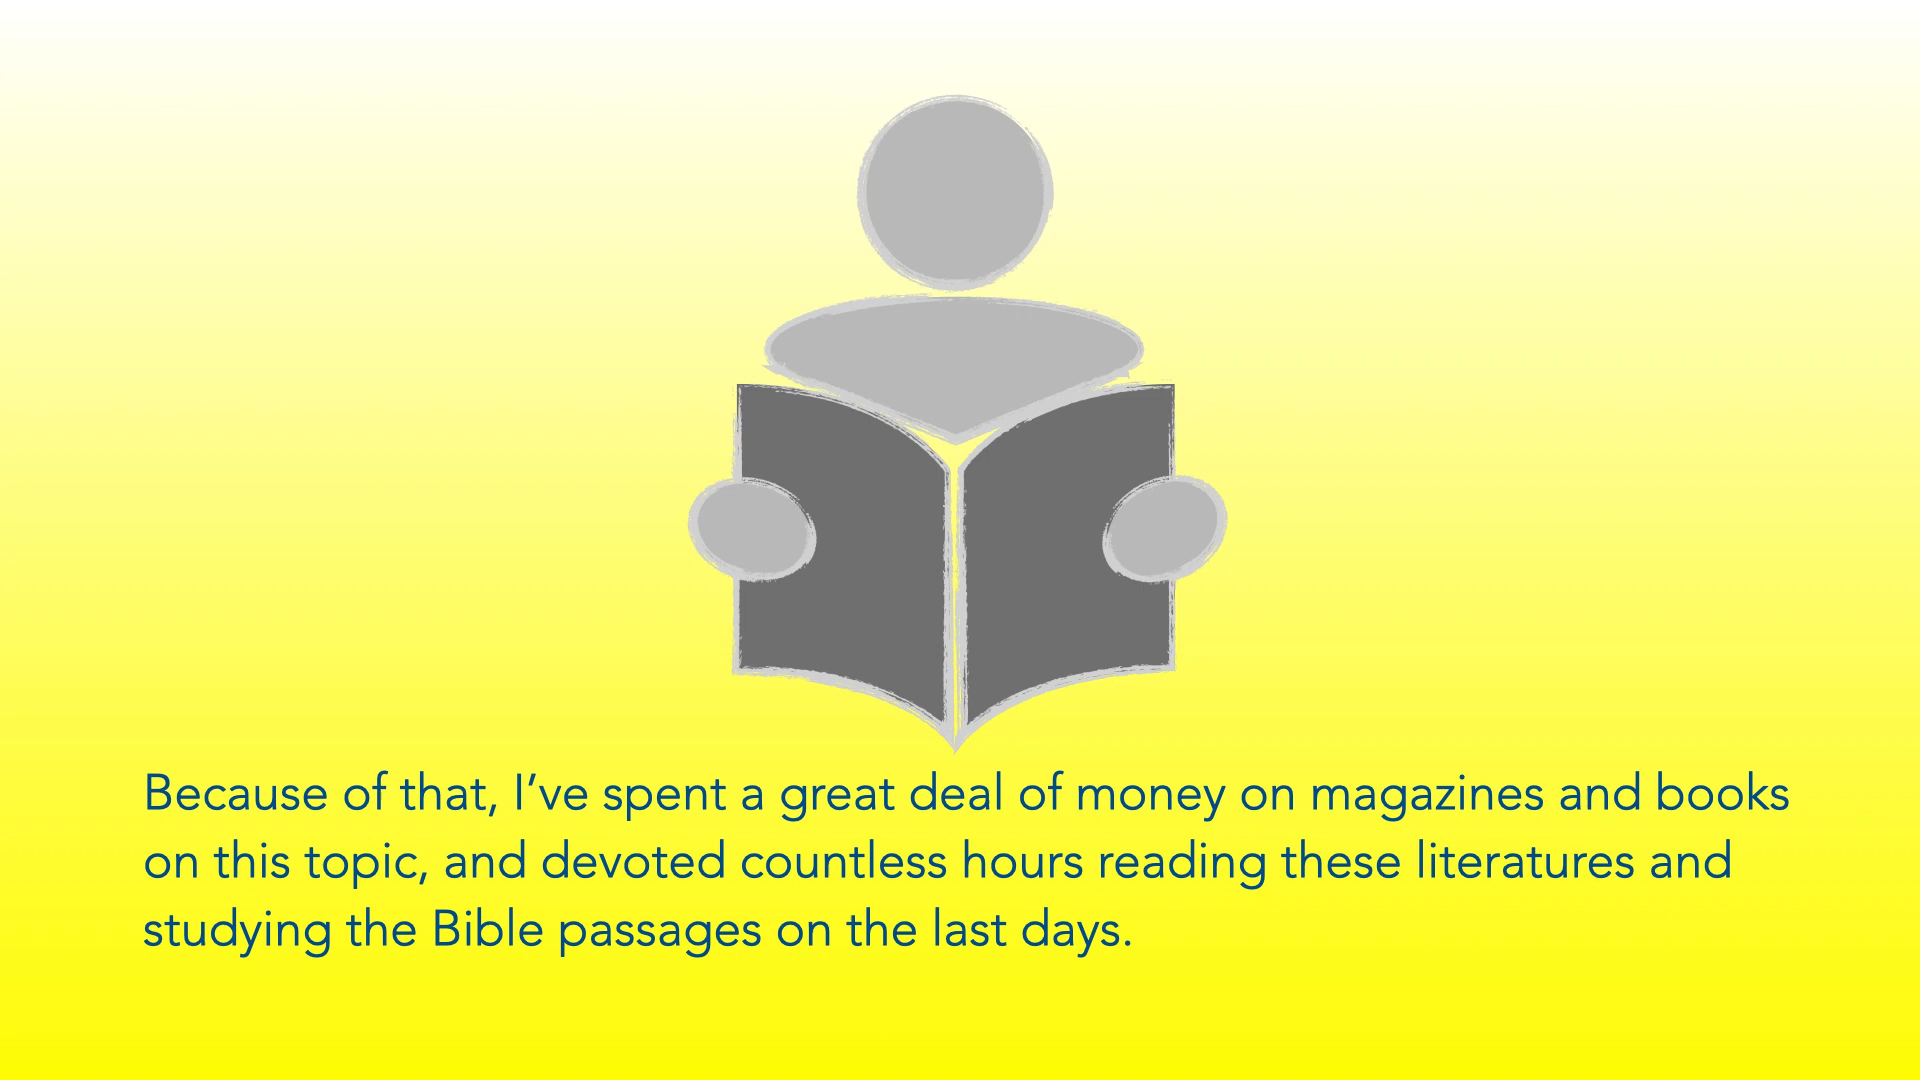 Because of that, I‘ve spent a great deal of money on magazines and books
on this topic, and devoted countless hours reading these literatures and
studying the Bible passages on the last days.